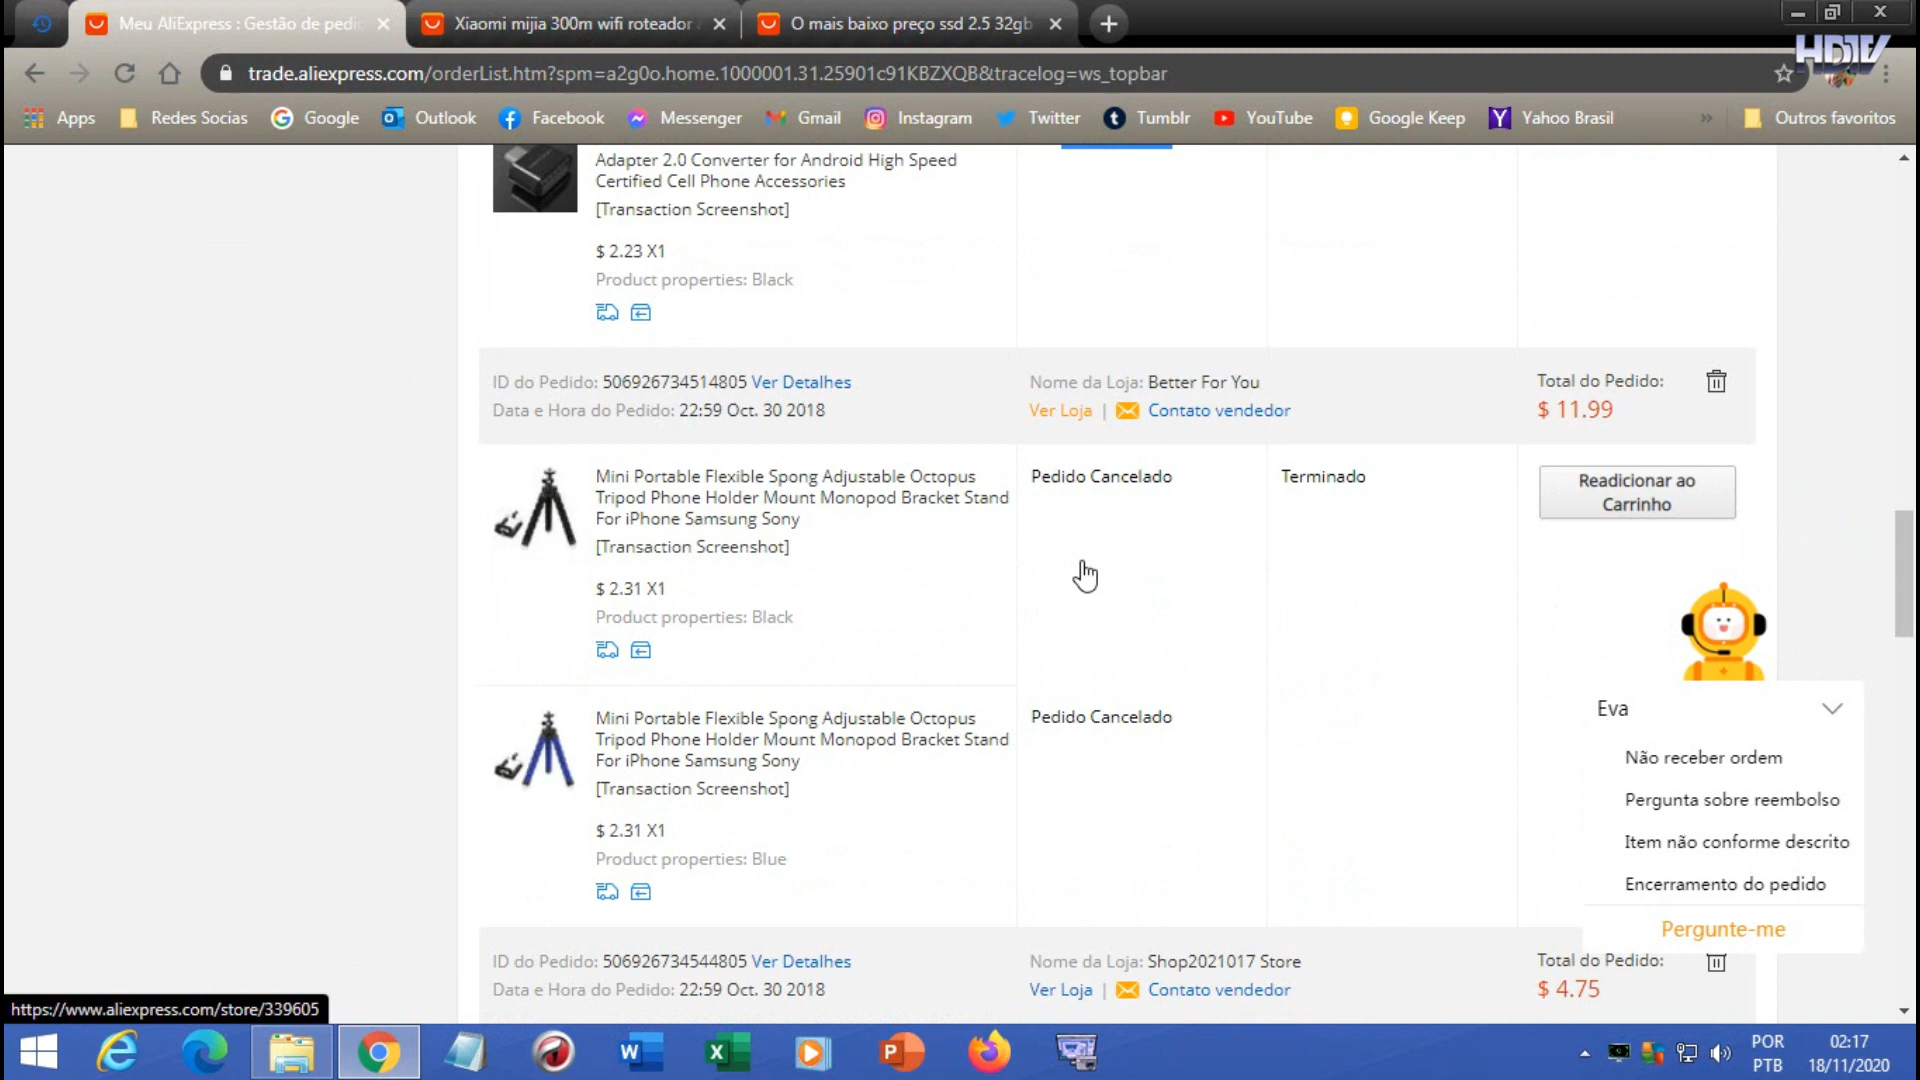 Meu AliExpress : Gestão de pedic
Xiaomi mijia 300m wifi roteador a
O mais baixo preço ssd 2.5 32gb
HDTV
trade.aliexpress.com/orderList.htm?spm=a2g0o.home.1000001.31.25901c91KBZXQB&tracelog=ws_topbar
Apps
Redes Socias
Google
Outlook
Facebook
Messenger
Gmail
Instagram
Twitter
Tumblr
YouTube
Google Keep
Yahoo Brasil
»
Outros favoritos
Adapter 2.0 Converter for Android High Speed
Certified Cell Phone Accessories
[Transaction Screenshot]
$ 2.23 X1
Product properties: Black
ID do Pedido: 506926734514805 Ver Detalhes
Data e Hora do Pedido: 22:59 Oct. 30 2018
Nome da Loja: Better For You
Ver Loja | Contato vendedor
Total do Pedido:
$ 11.99
Mini Portable Flexible Spong Adjustable Octopus
Tripod Phone Holder Mount Monopod Bracket Stand
For iPhone Samsung Sony
[Transaction Screenshot]
$ 2.31 X1
Product properties: Black
Pedido Cancelado
Terminado
Readicionar ao
Carrinho
Mini Portable Flexible Spong Adjustable Octopus
Tripod Phone Holder Mount Monopod Bracket Stand
For iPhone Samsung Sony
[Transaction Screenshot]
$ 2.31 X1
Product properties: Blue
Pedido Cancelado
Eva
Não receber ordem
Pergunta sobre reembolso
Item não conforme descrito
Encerramento do pedido
Pergunte-me
ID do Pedido: 506926734544805 Ver Detalhes
Data e Hora do Pedido: 22:59 Oct. 30 2018
Nome da Loja: Shop2021017 Store
Ver Loja | Contato vendedor
Total do Pedido:
$ 4.75
https://www.aliexpress.com/store/339605
POR
PTB
02:17
18/11/2020